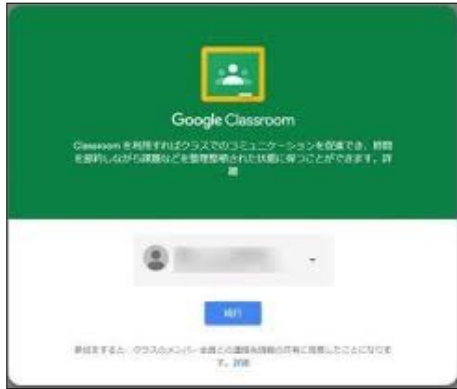 Google Classroom
Classroom を利用すればクラスでのコミュニケーションを促進でき、時間
を節約しながら課題などを整理整頓された状態に保つことができます。詳
細
続行
参加をすると、クラスのメンバー全員との連絡先情報の共有に同意したことになりま
す。詳細